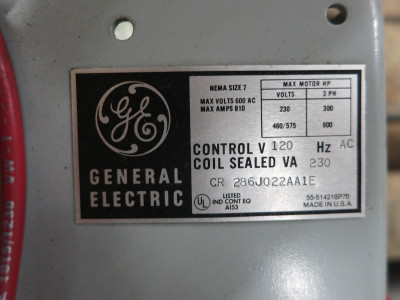 GE
GENERAL
ELECTRIC
NEMA SIZE 7
MAX VOLTS 600 AC
MAX AMPS 810
MAX MOTOR HP
VOLTS 3 PH
230 300
460/575 600
CONTROL V 120 Hz AC
COIL SEALED VA 230
CR 286J022AA1E
UL LISTED
IND CONT EQ
A153
55-514218P70
MADE IN U.S.A.